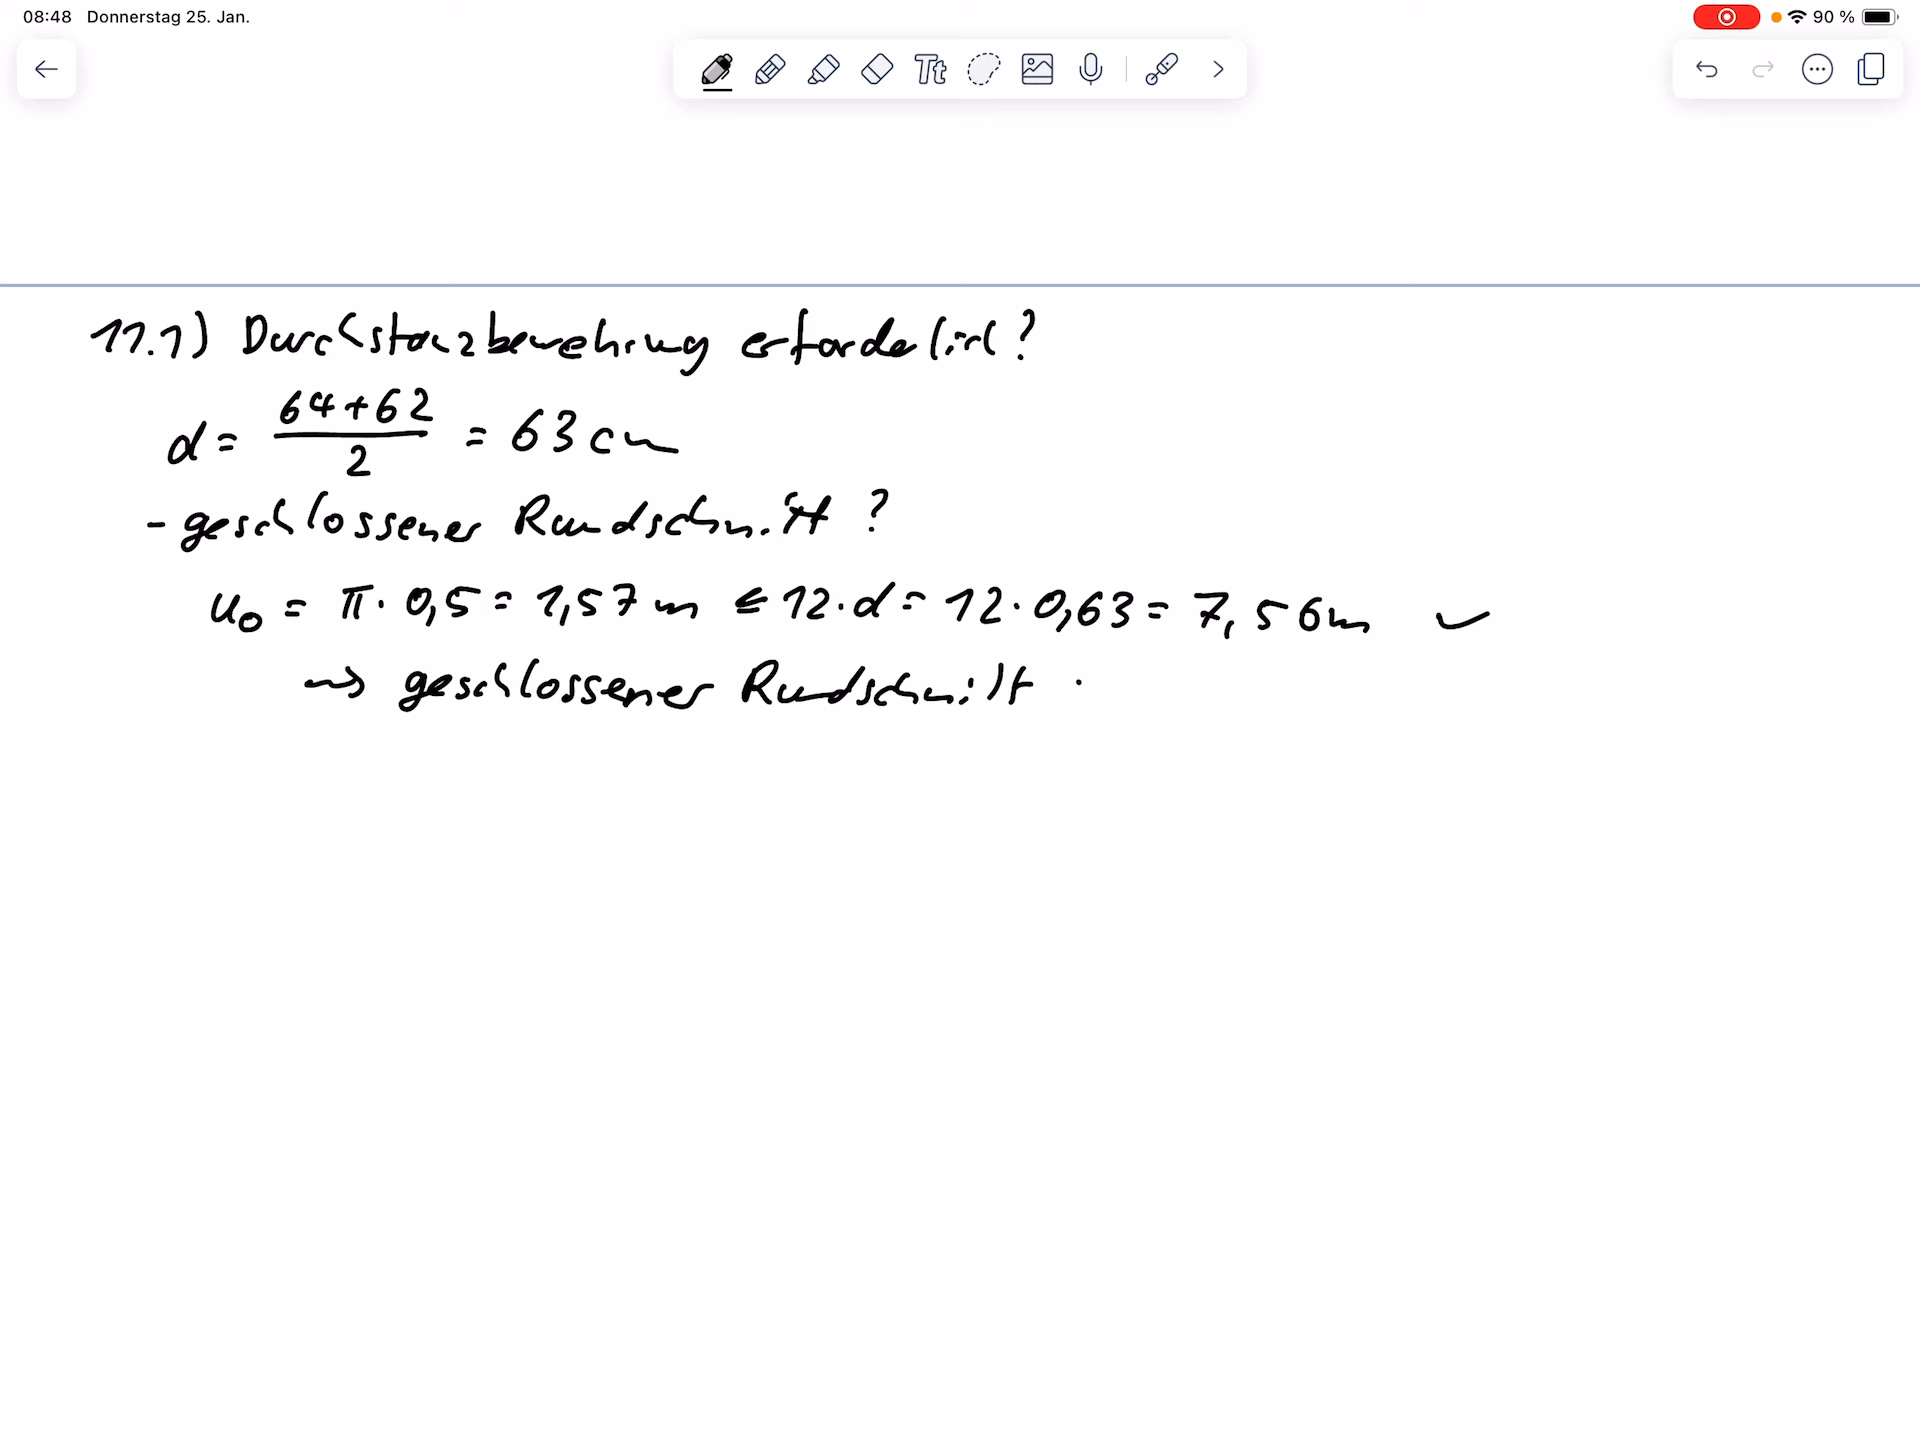 08:48 Donnerstag 25. Jan. 90 %
Tt
11.1) Durchstanzbewehrung erforderlich?
d = 64+62 / 2 = 63 cm
- geschlossener Rundschnitt ?
u₀ = π · 0,5 = 1,57 m ≤ 12 · d = 12 · 0,63 = 7,56 m ✓
⇝ geschlossener Rundschnitt .